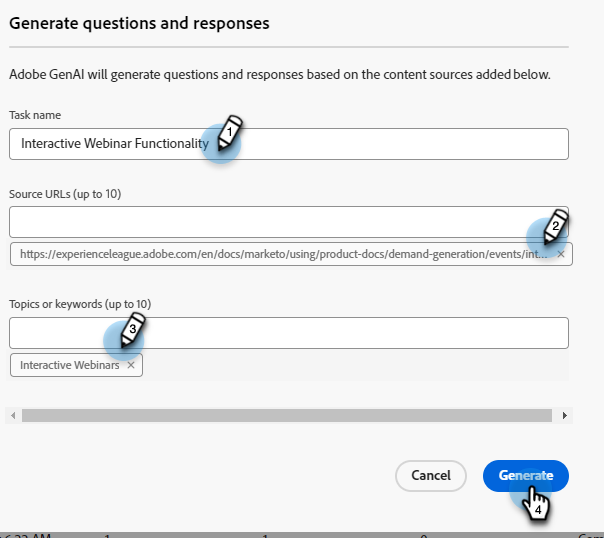 Generate questions and responses
Adobe GenAI will generate questions and responses based on the content sources added below.
Task name
Interactive Webinar Functionality
1
Source URLs (up to 10)
2
https://experienceleague.adobe.com/en/docs/marketo/using/product-docs/demand-generation/events/int... ×
Topics or keywords (up to 10)
3
Interactive Webinars ×
Cancel Generate
4